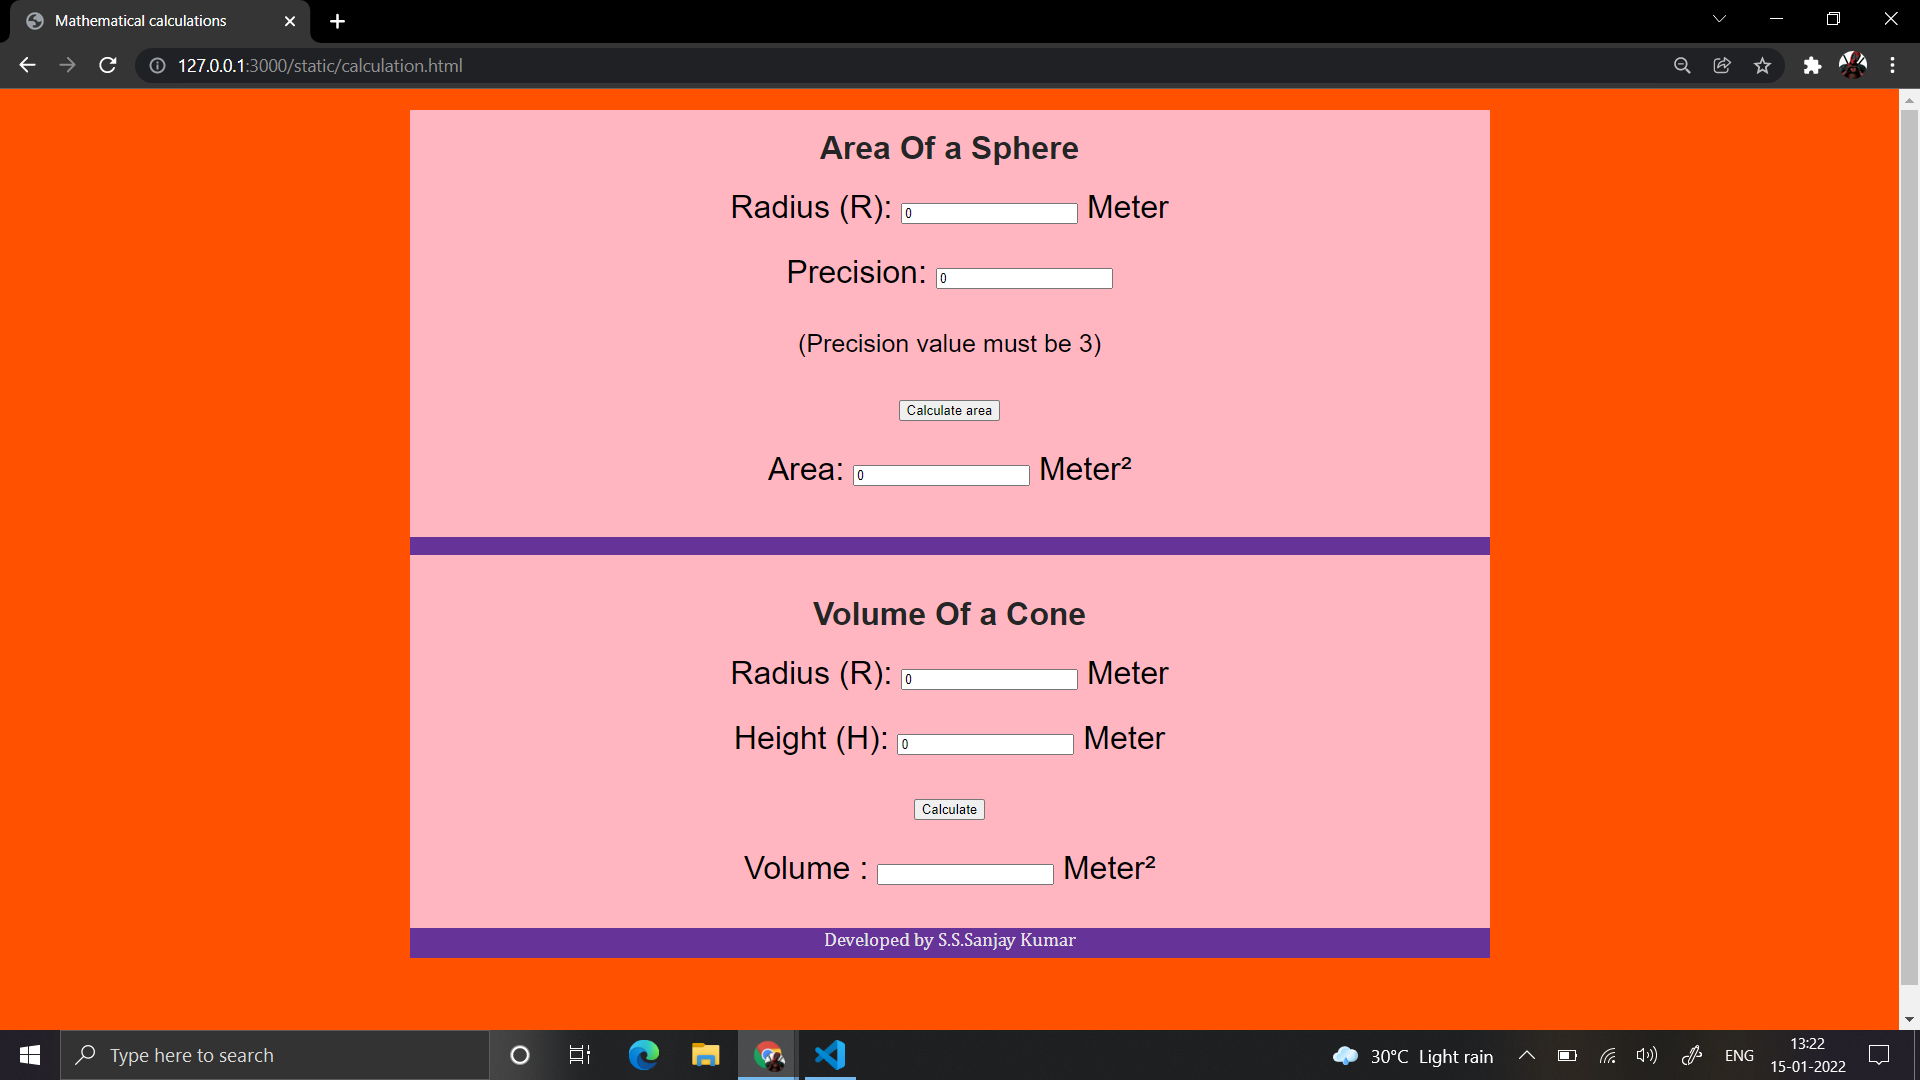 Mathematical calculations
127.0.0.1:3000/static/calculation.html
Area Of a Sphere
Radius (R): 0 Meter
Precision: 0
(Precision value must be 3)
Calculate area
Area: 0 Meter²
Volume Of a Cone
Radius (R): 0 Meter
Height (H): 0 Meter
Calculate
Volume : Meter²
Developed by S.S.Sanjay Kumar
Type here to search
30°C Light rain
ENG
13:22
15-01-2022